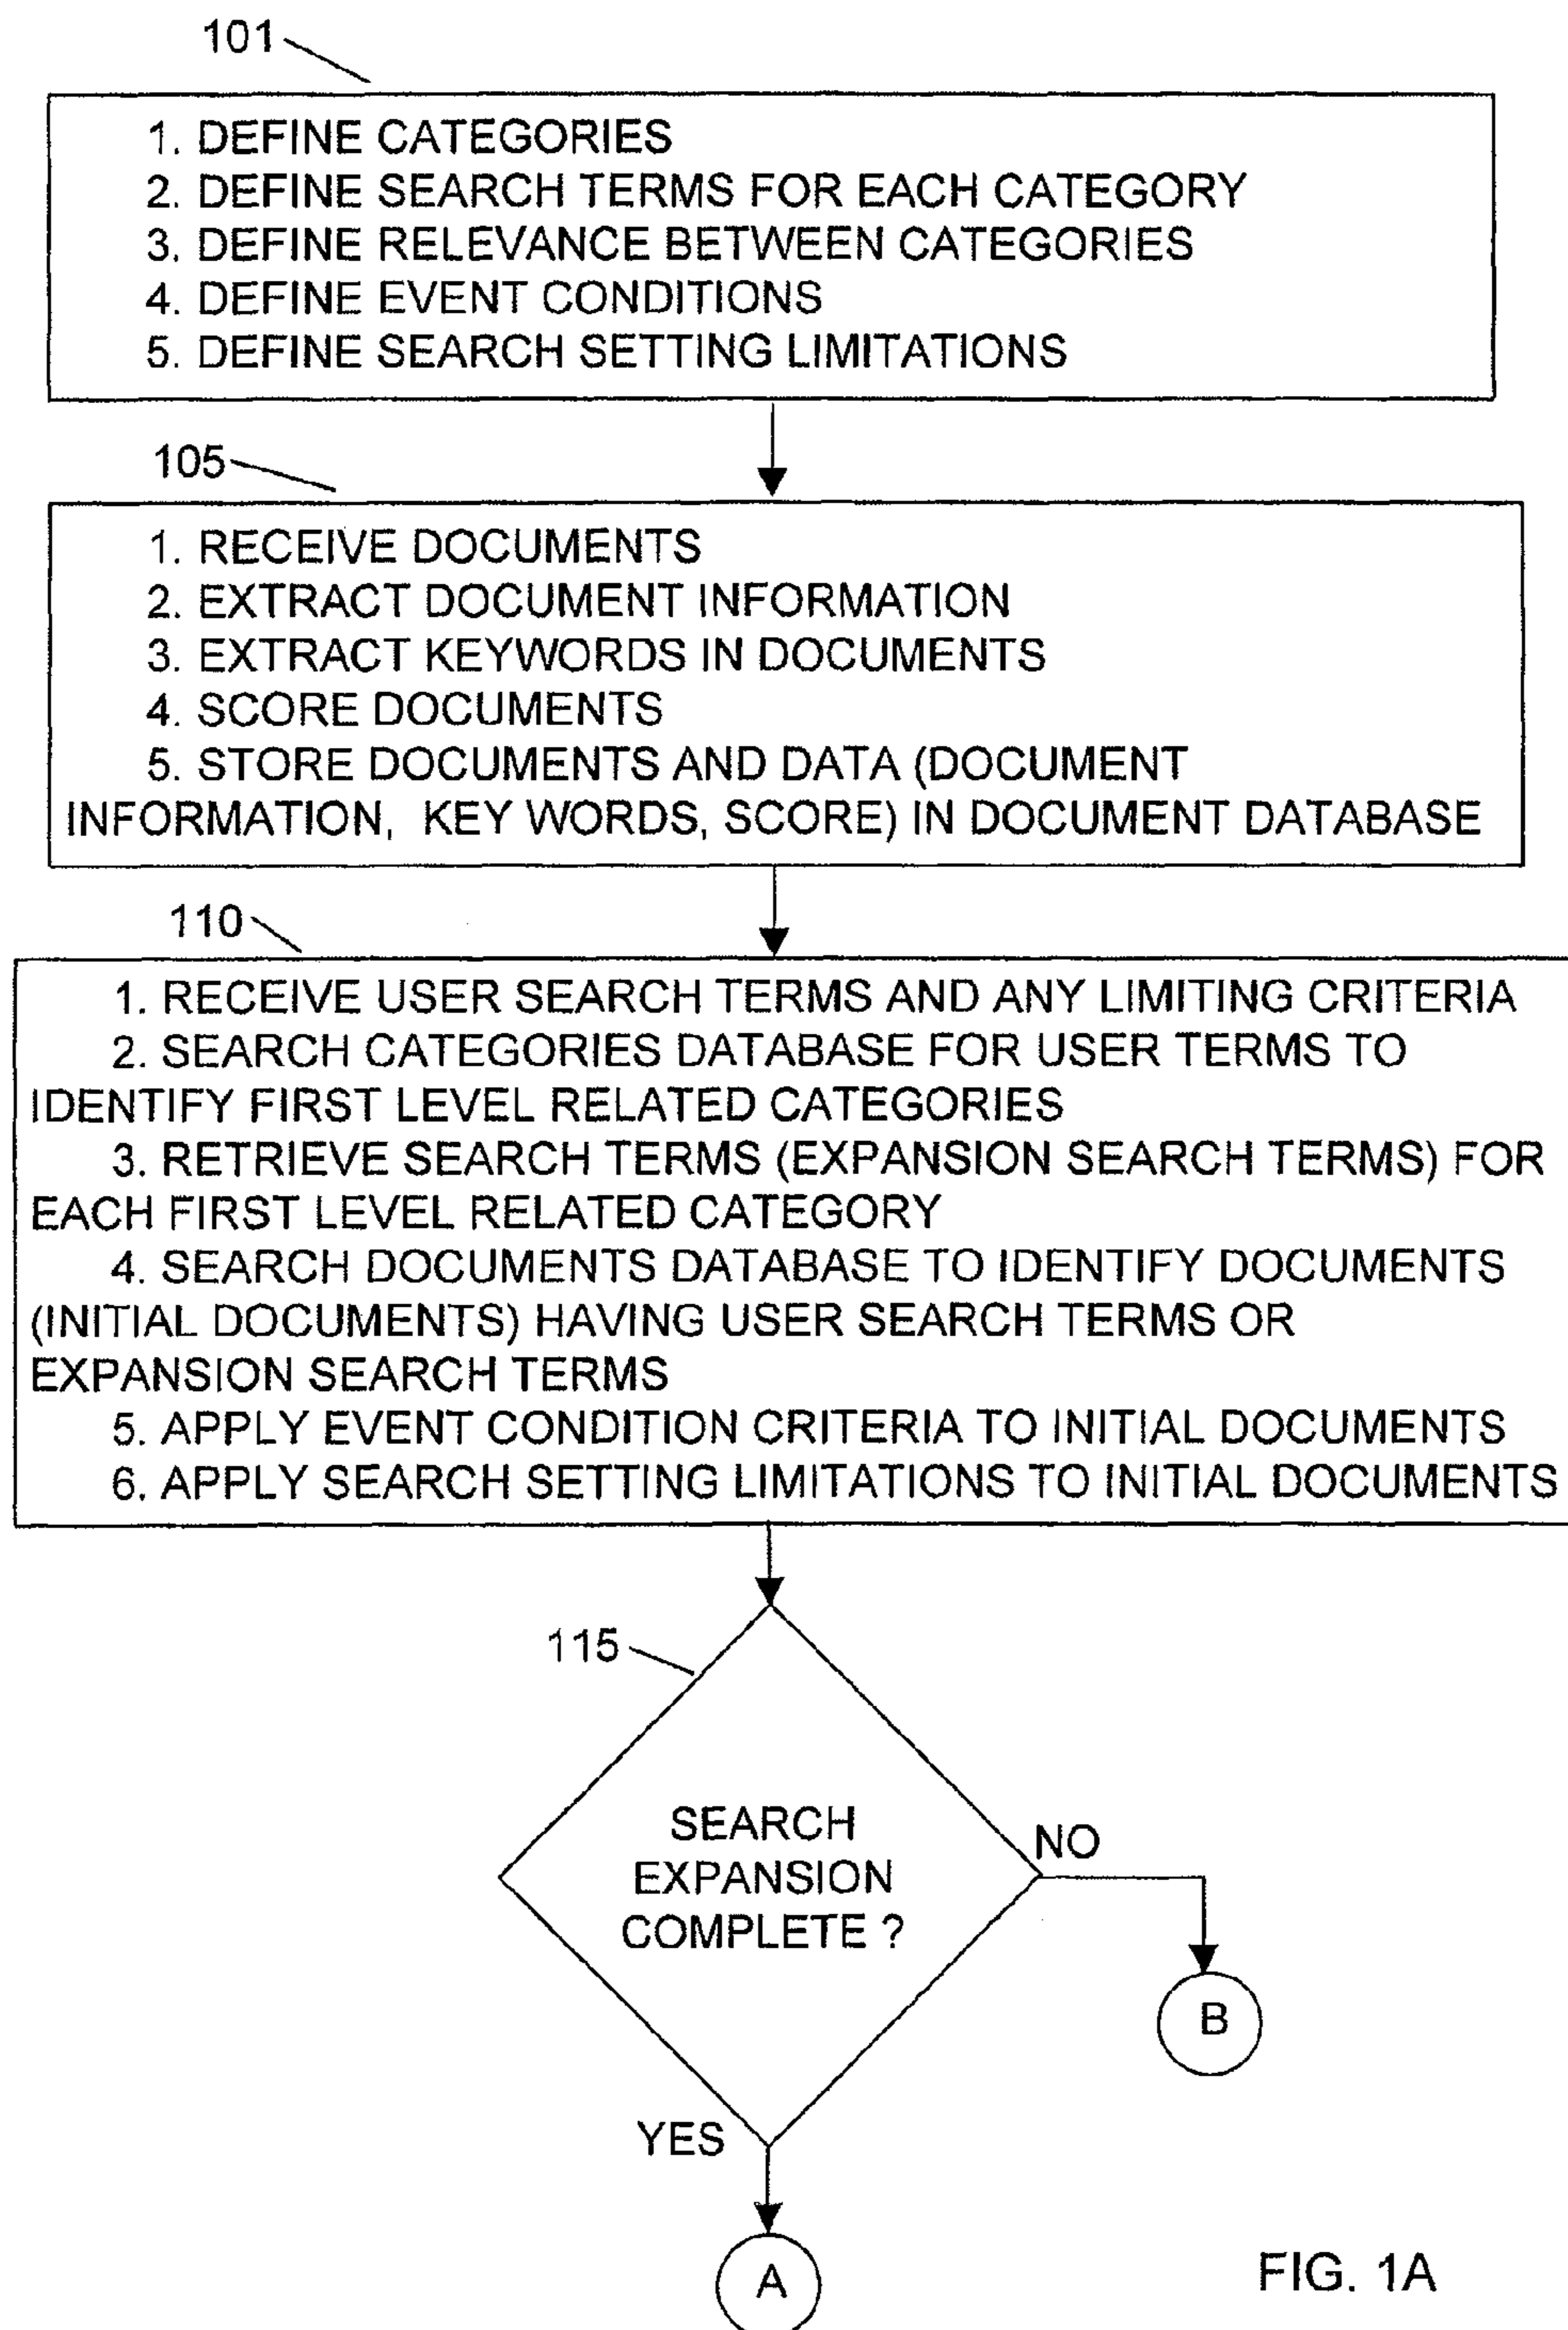 101
1. DEFINE CATEGORIES
2. DEFINE SEARCH TERMS FOR EACH CATEGORY
3. DEFINE RELEVANCE BETWEEN CATEGORIES
4. DEFINE EVENT CONDITIONS
5. DEFINE SEARCH SETTING LIMITATIONS
105
1. RECEIVE DOCUMENTS
2. EXTRACT DOCUMENT INFORMATION
3. EXTRACT KEYWORDS IN DOCUMENTS
4. SCORE DOCUMENTS
5. STORE DOCUMENTS AND DATA (DOCUMENT
INFORMATION, KEY WORDS, SCORE) IN DOCUMENT DATABASE
110
1. RECEIVE USER SEARCH TERMS AND ANY LIMITING CRITERIA
2. SEARCH CATEGORIES DATABASE FOR USER TERMS TO
IDENTIFY FIRST LEVEL RELATED CATEGORIES
3. RETRIEVE SEARCH TERMS (EXPANSION SEARCH TERMS) FOR
EACH FIRST LEVEL RELATED CATEGORY
4. SEARCH DOCUMENTS DATABASE TO IDENTIFY DOCUMENTS
(INITIAL DOCUMENTS) HAVING USER SEARCH TERMS OR
EXPANSION SEARCH TERMS
5. APPLY EVENT CONDITION CRITERIA TO INITIAL DOCUMENTS
6. APPLY SEARCH SETTING LIMITATIONS TO INITIAL DOCUMENTS
115
SEARCH
EXPANSION
COMPLETE ?
NO
B
YES
A
FIG. 1A